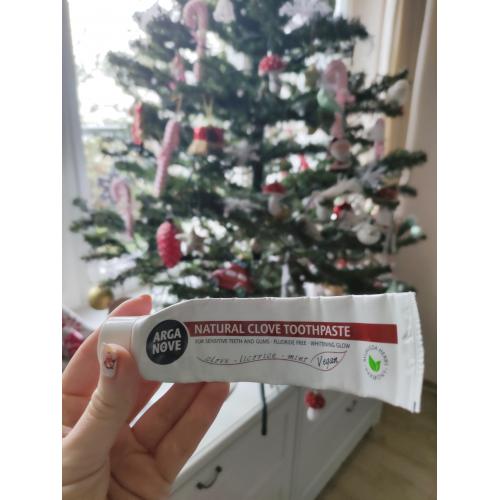 ARGA
NOVE
NATURAL CLOVE TOOTHPASTE
FOR SENSITIVE TEETH AND GUMS · FLUORIDE FREE · WHITENING GLOW
CLOVE - LICORICE - MINT
Vegan